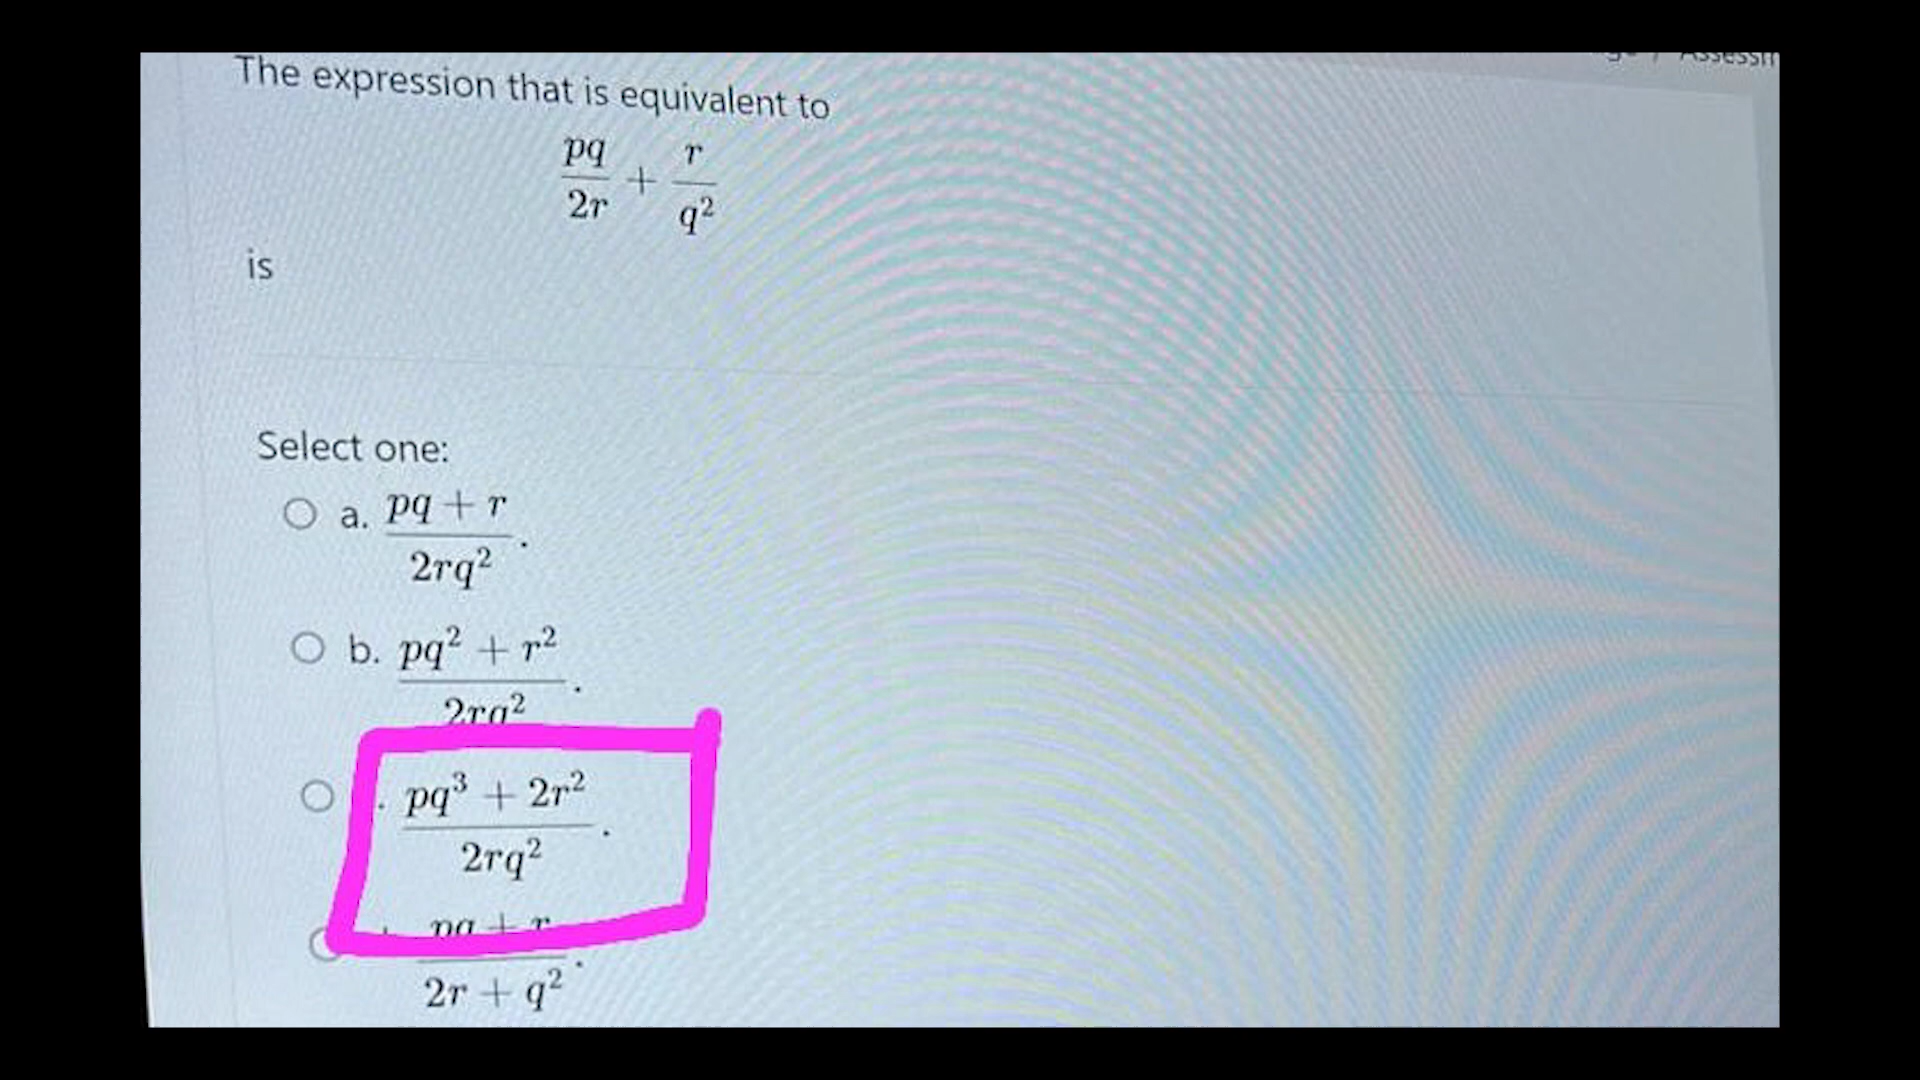 The expression that is equivalent to
pq/2r + r/q²
is
Select one:
a. (pq + r)/2rq².
b. (pq² + r²)/2rq².
. (pq³ + 2r²)/2rq².
(pq + r)/(2r + q²).